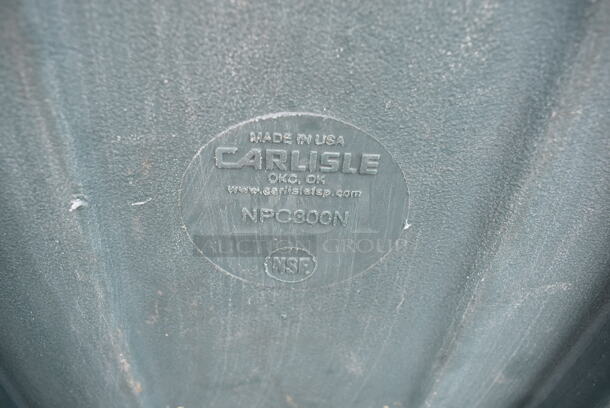 MADE IN USA
CARLISLE
OKC, OK
www.carlislefsp.com
NPC300N
AUCTION GROUP
NSF